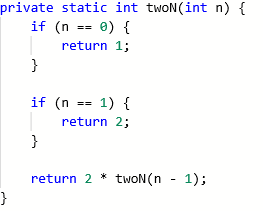 private static int twoN(int n) {
    if (n == 0) {
        return 1;
    }

    if (n == 1) {
        return 2;
    }

    return 2 * twoN(n - 1);
}